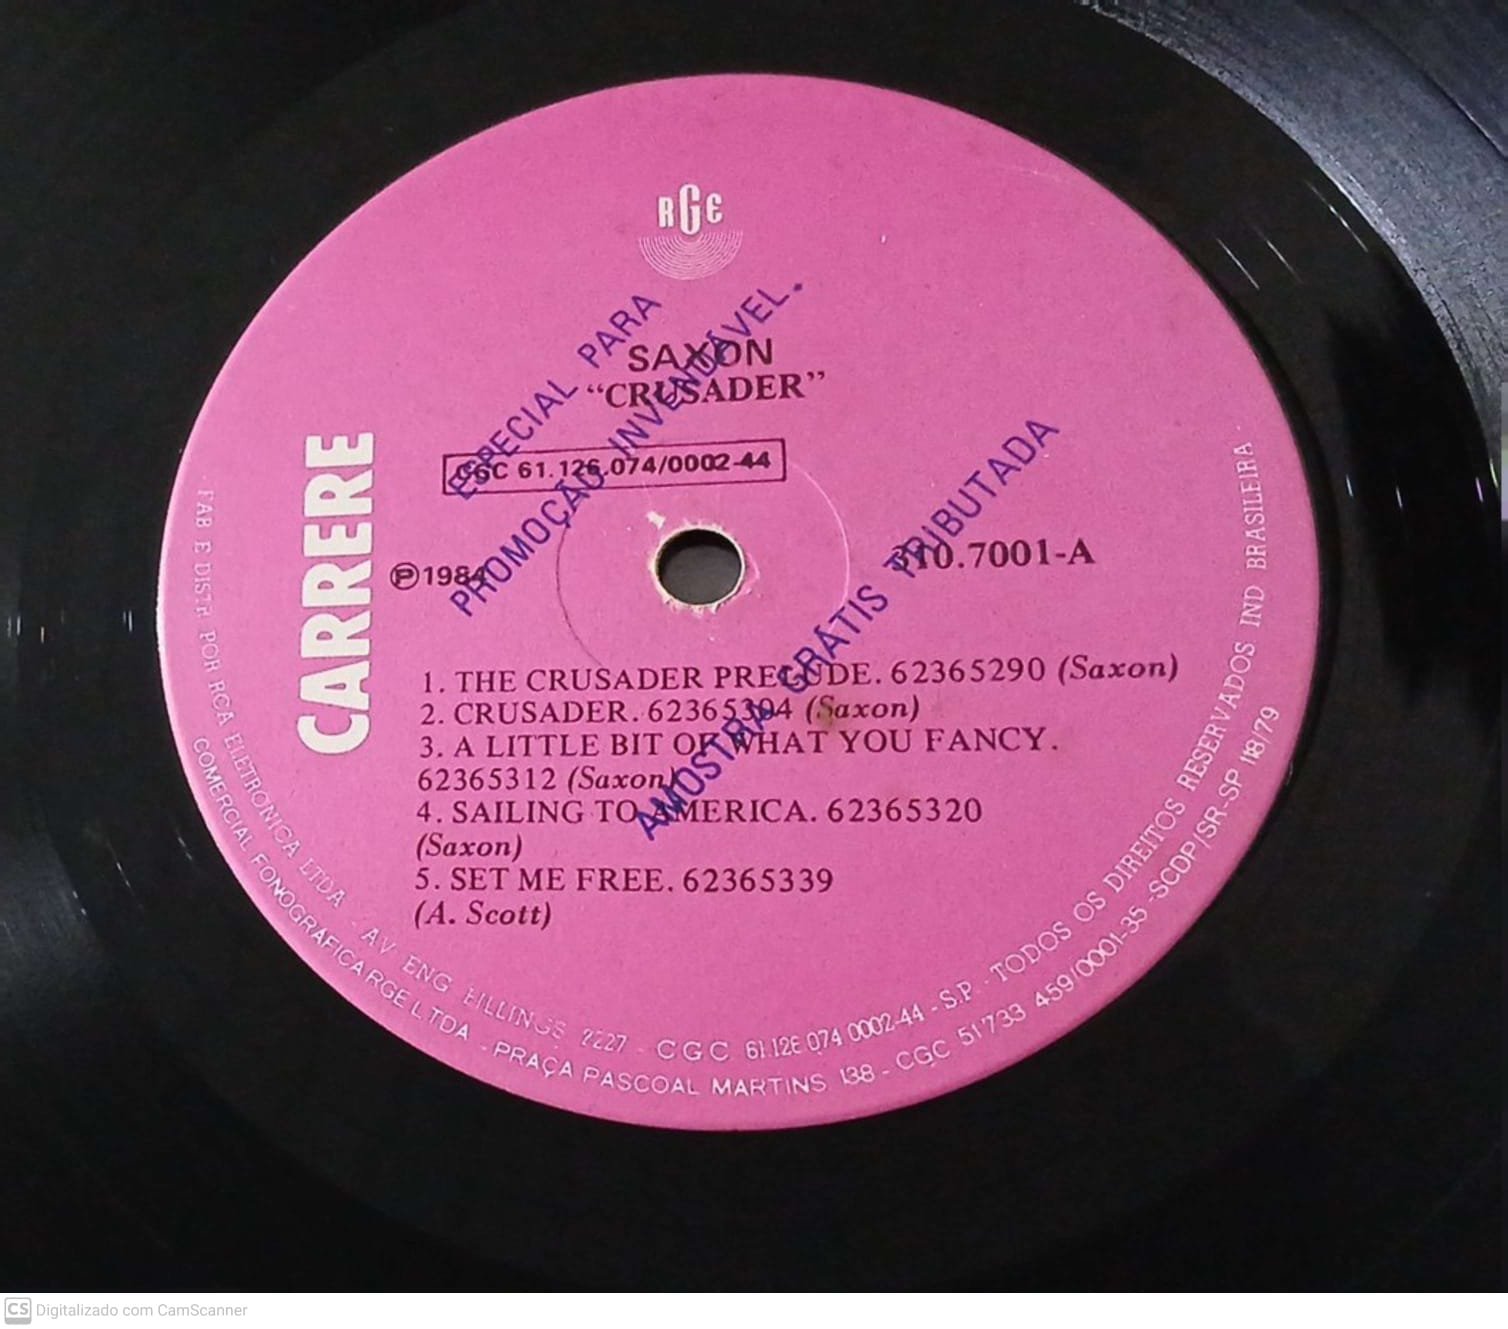 RGE
ESPECIAL PARA
PROMOÇÃO INVENDÁVEL.
SAXON
“CRUSADER”
CGC 61.126.074/0002-44
CARRERE
℗1984
310.7001-A
AMOSTRA GRÁTIS TRIBUTADA
1. THE CRUSADER PRELUDE. 62365290 (Saxon)
2. CRUSADER. 62365304 (Saxon)
3. A LITTLE BIT OF WHAT YOU FANCY.
62365312 (Saxon)
4. SAILING TO AMERICA. 62365320
(Saxon)
5. SET ME FREE. 62365339
(A. Scott)
FAB E DISTR POR RCA ELETRONICA LTDA - AV ENG BILLINGS 2227 - CGC 61.126 074 0002-44 - S.P. - TODOS OS DIREITOS RESERVADOS IND BRASILEIRA
COMERCIAL FONOGRAFICA RGE LTDA - PRAÇA PASCOAL MARTINS 138 - CGC 51 733 459/0001-35 - SCDP/SR-SP 118/79
CS Digitalizado com CamScanner